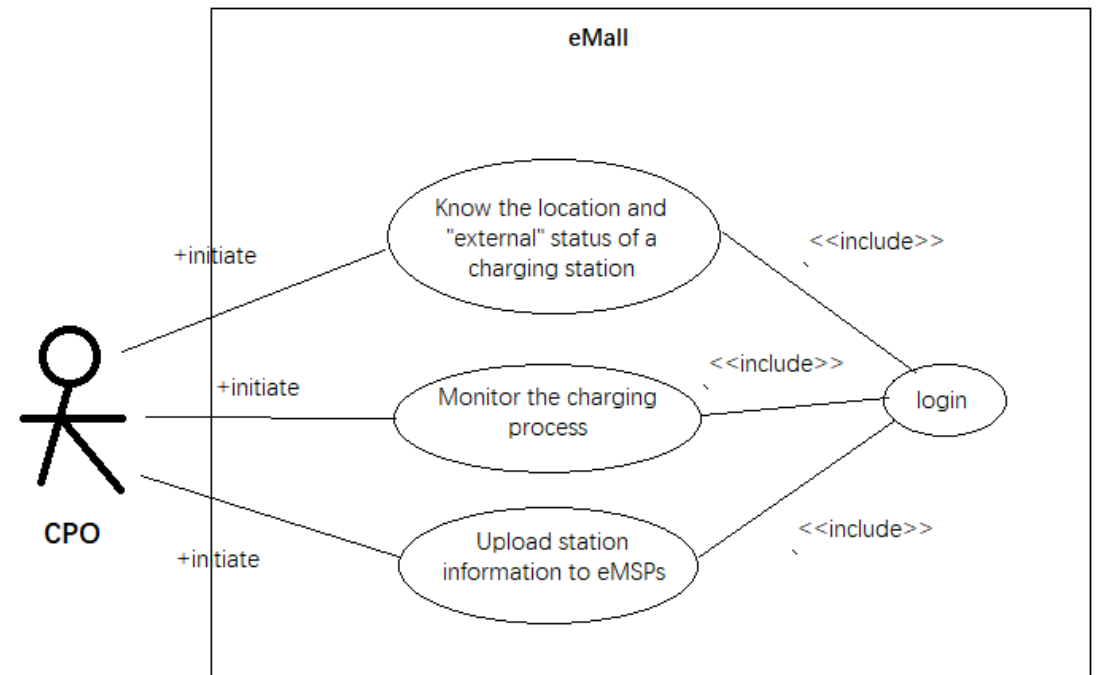 eMall
Know the location and
"external" status of a
charging station
+initiate
<<include>>
+initiate
Monitor the charging
process
<<include>>
login
CPO
+initiate
Upload station
information to eMSPs
<<include>>